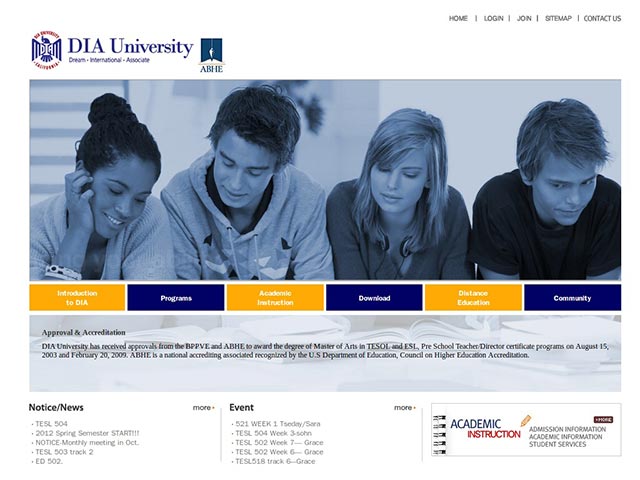 HOME | LOGIN | JOIN | SITEMAP | CONTACT US
DIA UNIVERSITY
CALIFORNIA
DIA University
Dream · International · Associate
ABHE
Introduction
to DIA
Programs
Academic
Instruction
Download
Distance
Education
Community
Approval & Accreditation
DIA University has received approvals from the BPPVE and ABHE to award the degree of Master of Arts in TESOL and ESL, Pre School Teacher/Director certificate programs on August 15,
2003 and February 20, 2009. ABHE is a national accrediting associated recognized by the U.S Department of Education, Council on Higher Education Accreditation.
Notice/News more
· TESL 504
· 2012 Spring Semester START!!!
· NOTICE-Monthly meeting in Oct.
· TESL 503 track 2
· ED 502.
Event more
· 521 WEEK 1 Tseday/Sara
· TESL 504 Week 3-sohn
· TESL 502 Week 7--- Grace
· TESL 502 Week 6--- Grace
· TESL518 track 6--Grace
ACADEMIC
INSTRUCTION
MORE
ADMISSION INFORMATION
ACADEMIC INFORMATION
STUDENT SERVICES